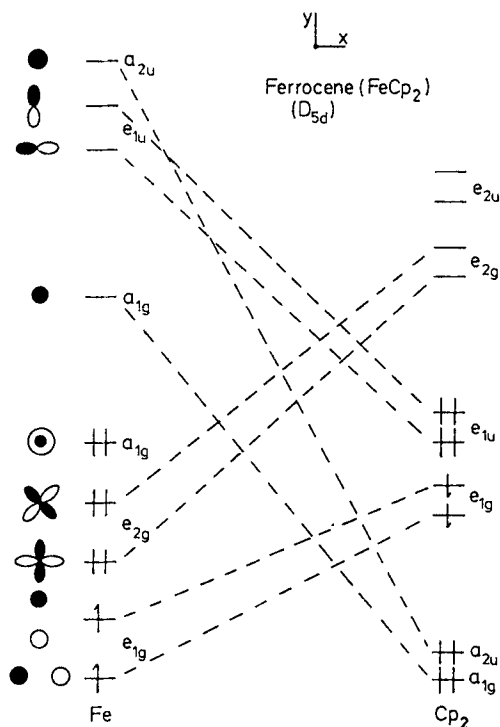 y
x
Ferrocene (FeCp₂)
(D₅d)
a₂u
e₁u
e₂u
e₂g
a₁g
e₁u
a₁g
e₁g
e₂g
e₁g
a₂u
a₁g
Fe
Cp₂